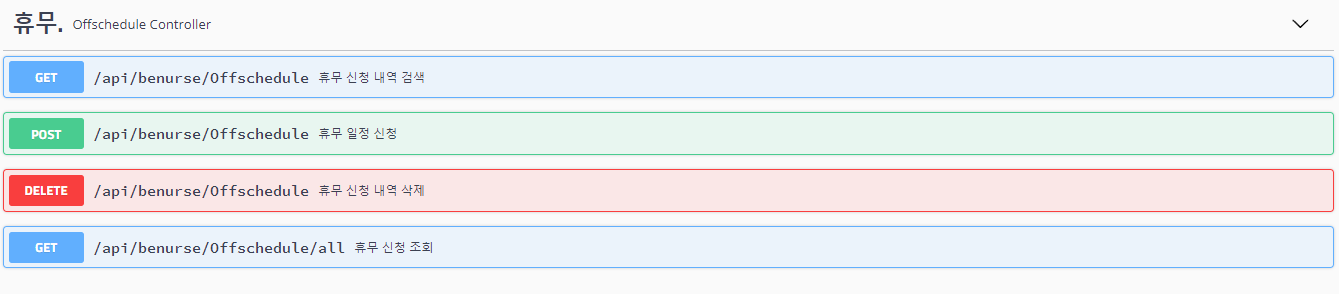 휴무. Offschedule Controller
GET /api/benurse/Offschedule 휴무 신청 내역 검색
POST /api/benurse/Offschedule 휴무 일정 신청
DELETE /api/benurse/Offschedule 휴무 신청 내역 삭제
GET /api/benurse/Offschedule/all 휴무 신청 조회